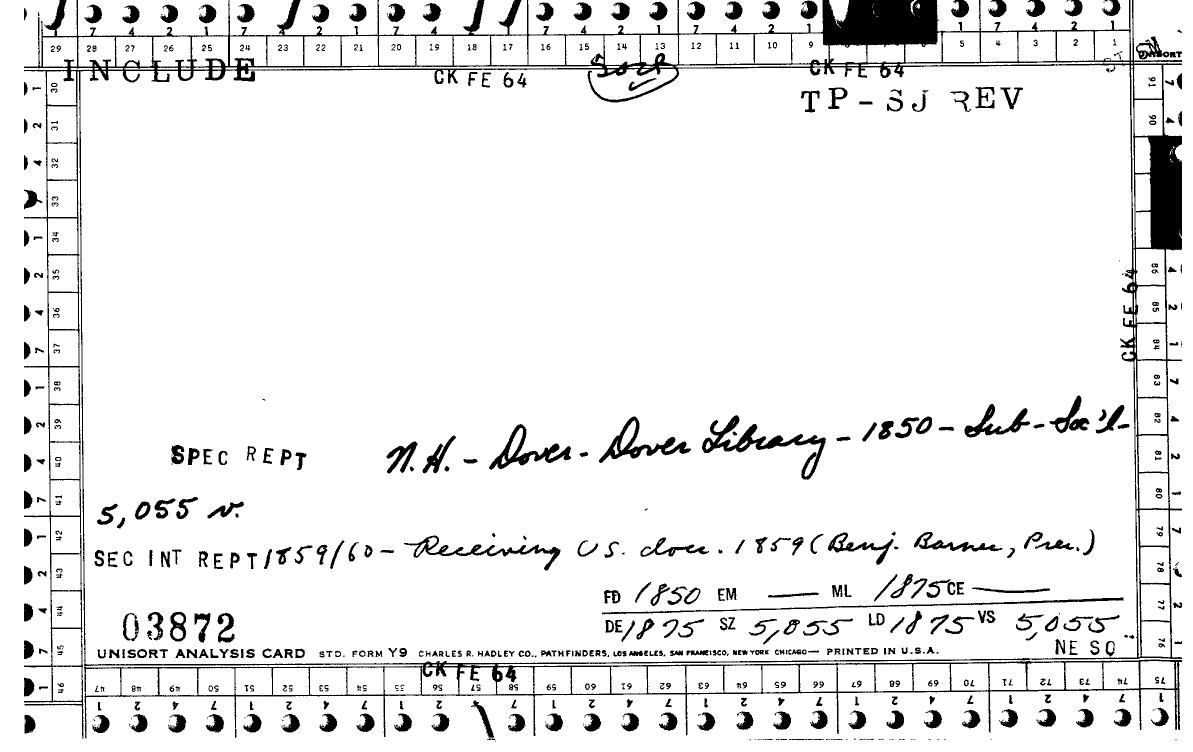 7 4 2 1 7 4 2 1 7 4 2 1 7 4 2 1 7 4 2 1 1 7 4 2 1
29 28 27 26 25 24 23 22 21 20 19 18 17 16 15 14 13 12 11 10 9 5 4 3 2 1
INCLUDE
CK FE 64
CK FE 64
TP-SJ REV
SPEC REPT N.H. - Dover - Dover Library - 1850 - Sub - Soc'l -
5,055 v.
SEC INT REPT 1859/60 - Receiving U.S. docs. 1859 (Benj. Barnes, Pres.)
FD 1850 EM — ML 1875 CE —
03872
DE 1875 SZ 5,055 LD 1875 VS 5,055
UNISORT ANALYSIS CARD STD. FORM Y9 CHARLES R. HADLEY CO., PATHFINDERS, LOS ANGELES, SAN FRANCISCO, NEW YORK CHICAGO— PRINTED IN U.S.A.
NE SO
CK FE 64
47 48 49 50 51 52 53 54 55 56 57 58 59 60 61 62 63 64 65 66 67 68 69 70 71 72 73 74 75
1 2 4 7 1 2 4 7 1 2 7 1 2 4 7 1 2 4 7 1 2 4 7 1 2 4 7 1
30 31 32 33 34 35 36 37 38 39 40 41 42 43 44 45 46
91 90 86 85 84 83 82 81 80 79 78 77 76
CK FE 64